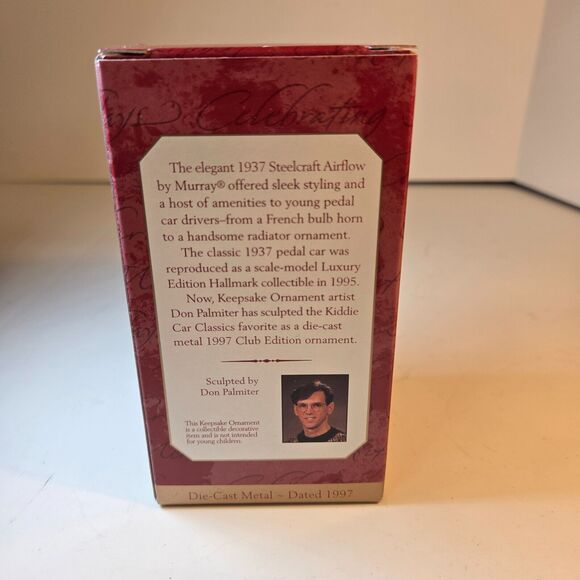 Celebrating
The elegant 1937 Steelcraft Airflow
by Murray® offered sleek styling and
a host of amenities to young pedal
car drivers–from a French bulb horn
to a handsome radiator ornament.
The classic 1937 pedal car was
reproduced as a scale-model Luxury
Edition Hallmark collectible in 1995.
Now, Keepsake Ornament artist
Don Palmiter has sculpted the Kiddie
Car Classics favorite as a die-cast
metal 1997 Club Edition ornament.
Sculpted by
Don Palmiter
This Keepsake Ornament
is a collectible decorative
item and is not intended
for young children.
Die-Cast Metal ~ Dated 1997